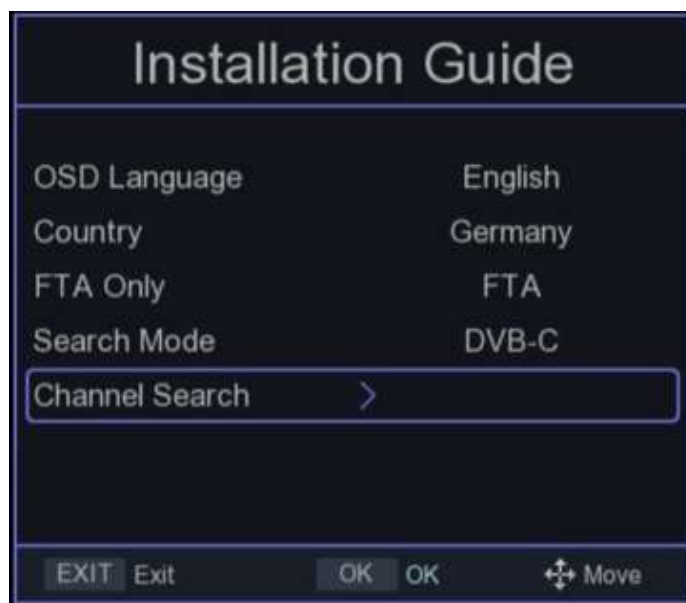 Installation Guide
OSD Language English
Country Germany
FTA Only FTA
Search Mode DVB-C
Channel Search >
EXIT Exit OK OK Move